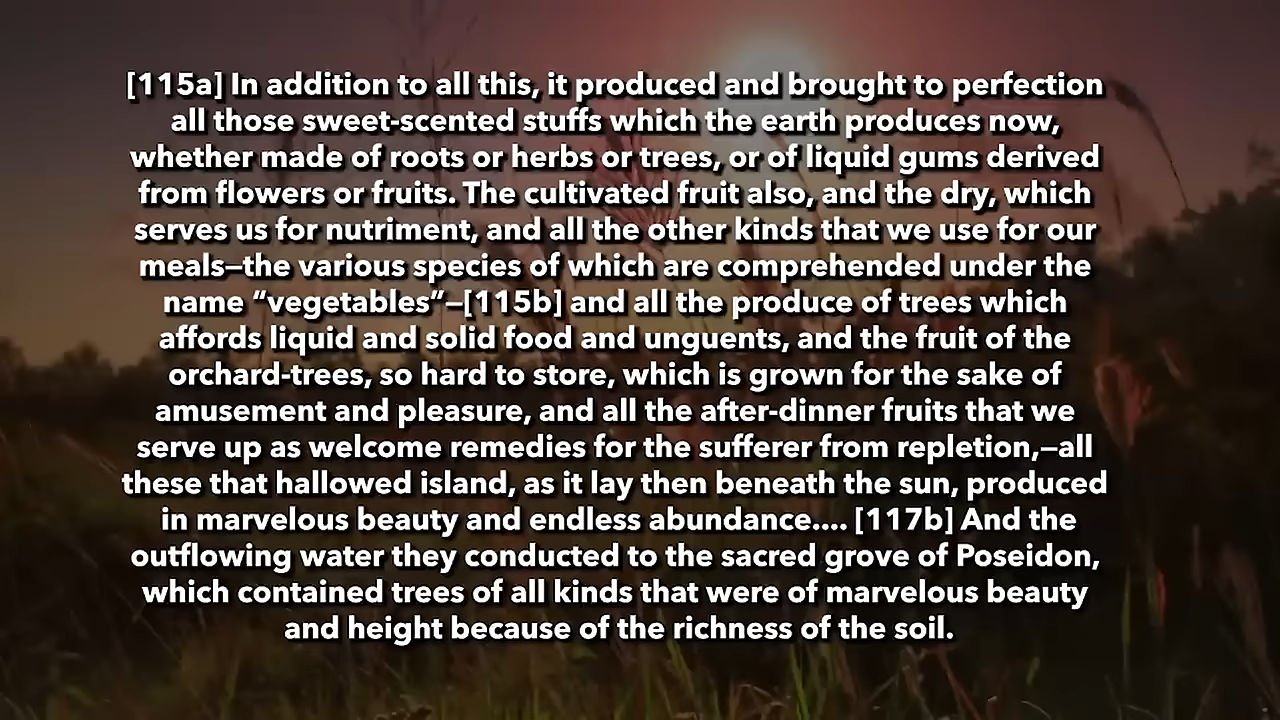 [115a] In addition to all this, it produced and brought to perfection
all those sweet-scented stuffs which the earth produces now,
whether made of roots or herbs or trees, or of liquid gums derived
from flowers or fruits. The cultivated fruit also, and the dry, which
serves us for nutriment, and all the other kinds that we use for our
meals—the various species of which are comprehended under the
name “vegetables”—[115b] and all the produce of trees which
affords liquid and solid food and unguents, and the fruit of the
orchard-trees, so hard to store, which is grown for the sake of
amusement and pleasure, and all the after-dinner fruits that we
serve up as welcome remedies for the sufferer from repletion,—all
these that hallowed island, as it lay then beneath the sun, produced
in marvelous beauty and endless abundance.... [117b] And the
outflowing water they conducted to the sacred grove of Poseidon,
which contained trees of all kinds that were of marvelous beauty
and height because of the richness of the soil.